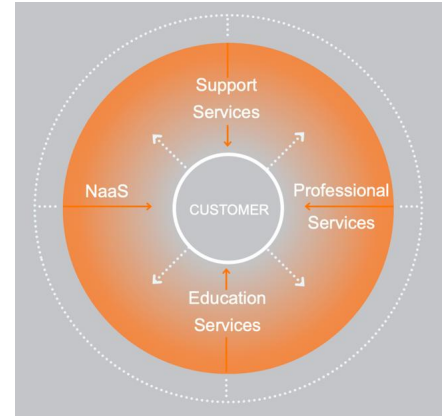 Support
Services
NaaS
CUSTOMER
Professional
Services
Education
Services